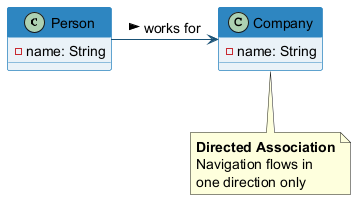 C Person
- name: String
works for >
C Company
- name: String
Directed Association
Navigation flows in
one direction only